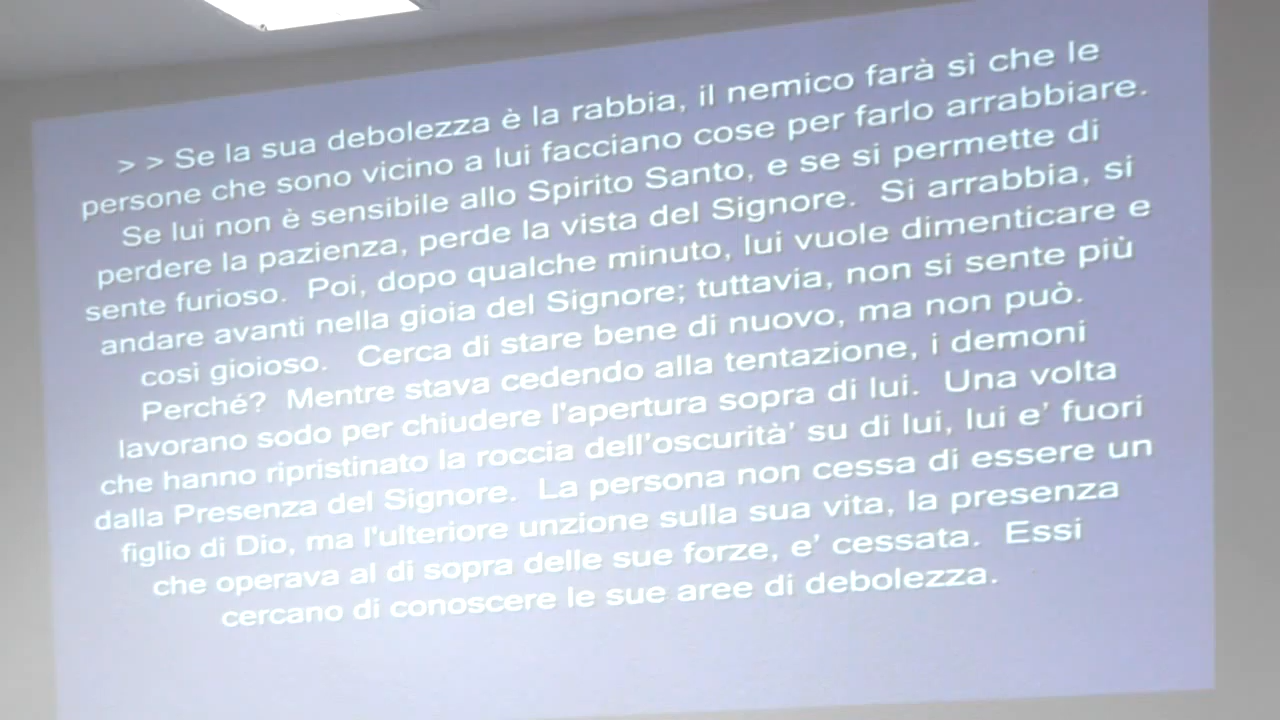 > > Se la sua debolezza è la rabbia, il nemico farà sì che le
persone che sono vicino a lui facciano cose per farlo arrabbiare.
Se lui non è sensibile allo Spirito Santo, e se si permette di
perdere la pazienza, perde la vista del Signore.  Si arrabbia, si
sente furioso.  Poi, dopo qualche minuto, lui vuole dimenticare e
andare avanti nella gioia del Signore; tuttavia, non si sente più
così gioioso.   Cerca di stare bene di nuovo, ma non può.
Perché?  Mentre stava cedendo alla tentazione, i demoni
lavorano sodo per chiudere l'apertura sopra di lui.  Una volta
che hanno ripristinato la roccia dell'oscurità' su di lui, lui e' fuori
dalla Presenza del Signore.  La persona non cessa di essere un
figlio di Dio, ma l'ulteriore unzione sulla sua vita, la presenza
che operava al di sopra delle sue forze, e' cessata.  Essi
cercano di conoscere le sue aree di debolezza.